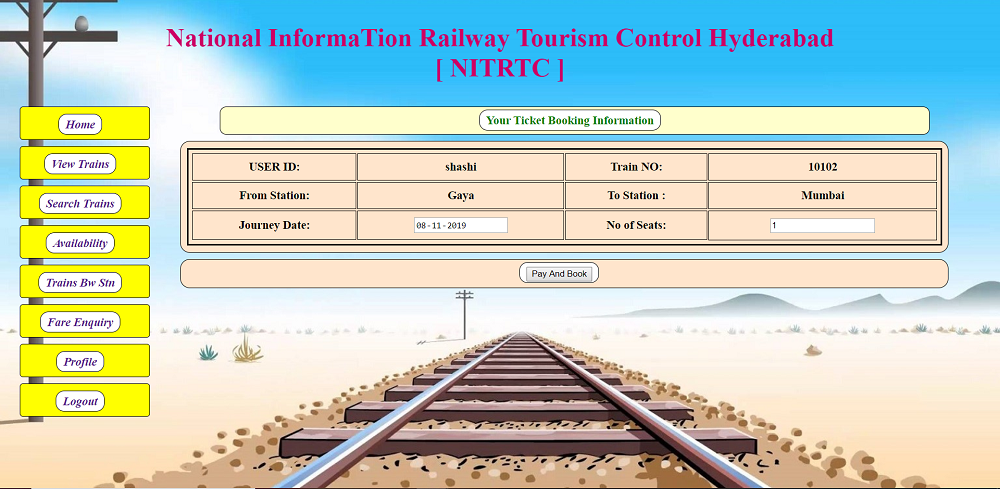 National InformaTion Railway Tourism Control Hyderabad
[ NITRTC ]
Home
View Trains
Search Trains
Availability
Trains Bw Stn
Fare Enquiry
Profile
Logout
Your Ticket Booking Information
USER ID: shashi Train NO: 10102
From Station: Gaya To Station : Mumbai
Journey Date: 08-11-2019 No of Seats: 1
Pay And Book